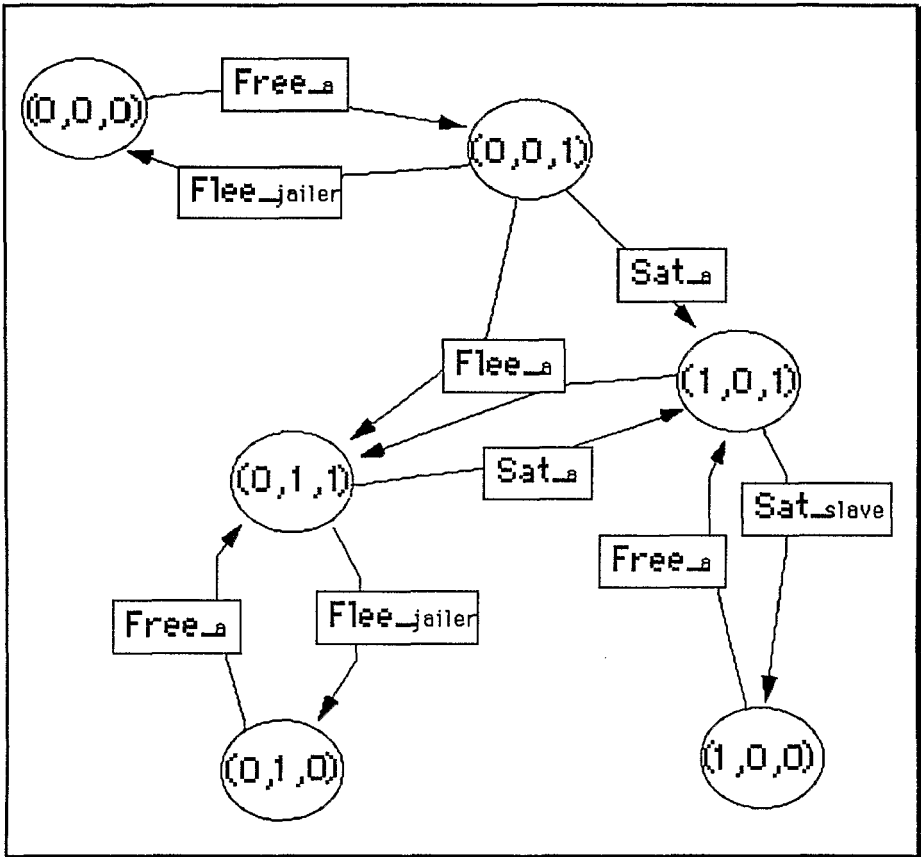 Free_a
(0,0,0)
(0,0,1)
Flee_jailer
Sat_a
Flee_a
(1,0,1)
(0,1,1)
Sat_a
Sat_slave
Free_a
Free_a
Flee_jailer
(0,1,0)
(1,0,0)